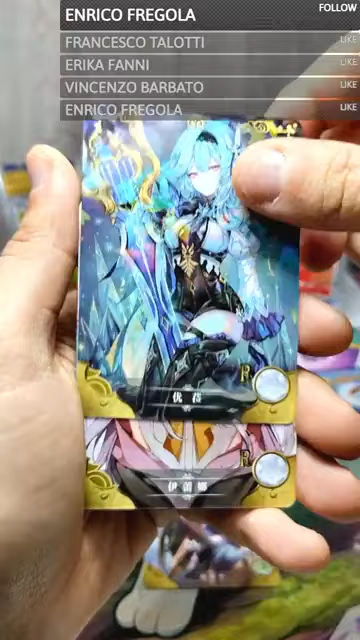 ENRICO FREGOLA
FOLLOW
FRANCESCO TALOTTI
LIKE
ERIKA FANNI
LIKE
VINCENZO BARBATO
LIKE
ENRICO FREGOLA
LIKE
R
优菈
R
伊蕾娜